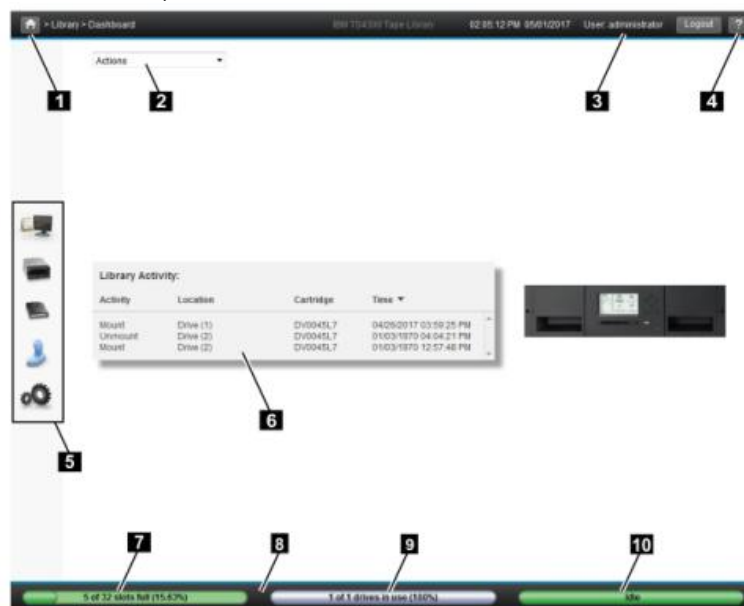 > Library > Dashboard
IBM TS4300 Tape Library
02:05:12 PM 05/01/2017
User: administrator
Logout
?
Actions
1
2
3
4
Library Activity:
Activity Location Cartridge Time
Mount Drive (1) DV0045L7 04/26/2017 03:59:25 PM
Unmount Drive (2) DV0045L7 01/03/1970 04:04:21 PM
Mount Drive (2) DV0045L7 01/03/1970 12:57:48 PM
6
5
7
8
9
10
5 of 32 slots full (15.63%)
1 of 1 drives in use (100%)
Idle